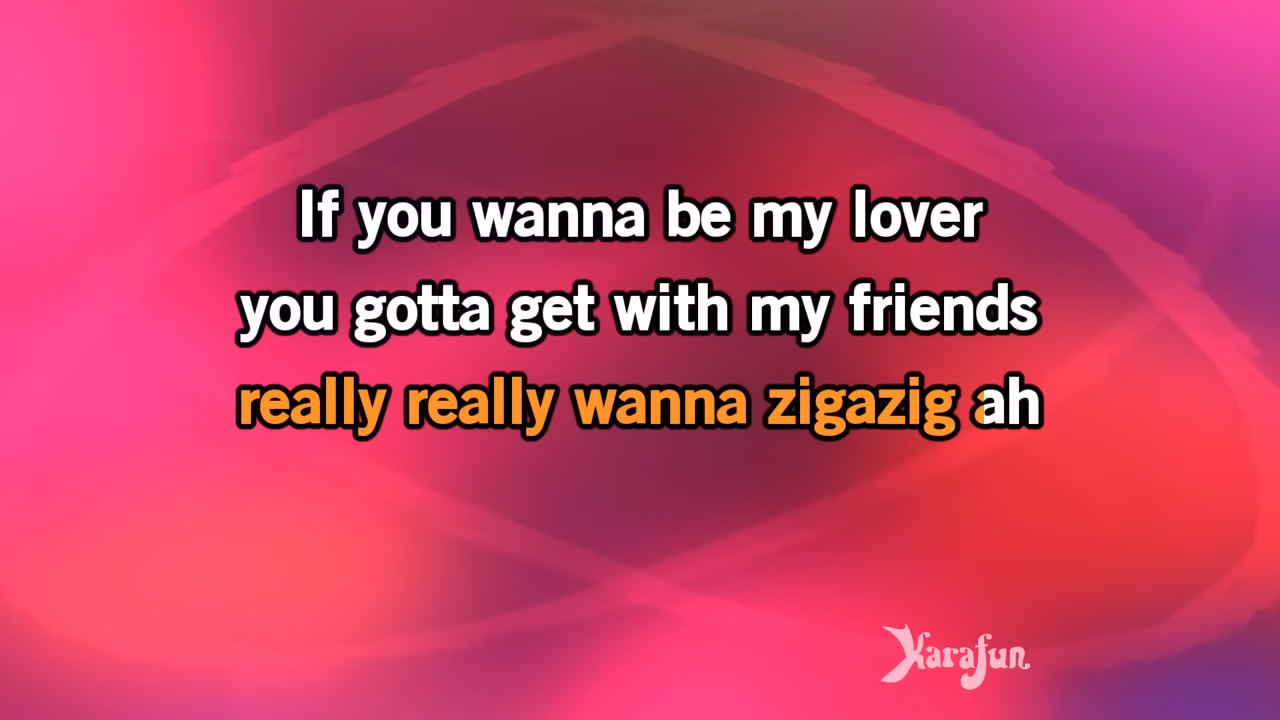 If you wanna be my lover
you gotta get with my friends
really really wanna zigazig ah
Karafun